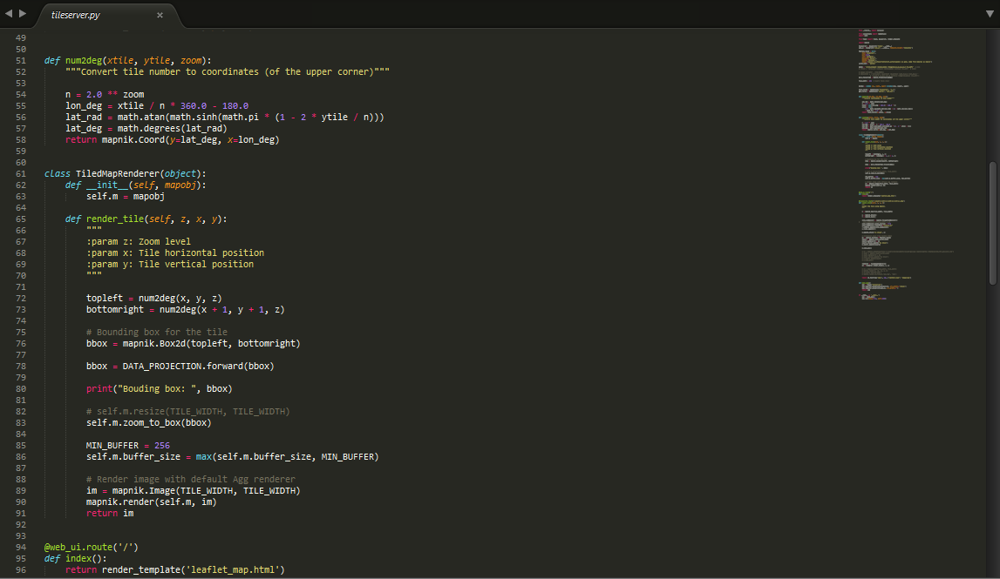 tileserver.py ×
49
50
51 def num2deg(xtile, ytile, zoom):
52     """Convert tile number to coordinates (of the upper corner)"""
53
54     n = 2.0 ** zoom
55     lon_deg = xtile / n * 360.0 - 180.0
56     lat_rad = math.atan(math.sinh(math.pi * (1 - 2 * ytile / n)))
57     lat_deg = math.degrees(lat_rad)
58     return mapnik.Coord(y=lat_deg, x=lon_deg)
59
60
61 class TiledMapRenderer(object):
62     def __init__(self, mapobj):
63         self.m = mapobj
64
65     def render_tile(self, z, x, y):
66         """
67         :param z: Zoom level
68         :param x: Tile horizontal position
69         :param y: Tile vertical position
70         """
71
72         topleft = num2deg(x, y, z)
73         bottomright = num2deg(x + 1, y + 1, z)
74
75         # Bounding box for the tile
76         bbox = mapnik.Box2d(topleft, bottomright)
77
78         bbox = DATA_PROJECTION.forward(bbox)
79
80         print("Bouding box: ", bbox)
81
82         # self.m.resize(TILE_WIDTH, TILE_WIDTH)
83         self.m.zoom_to_box(bbox)
84
85         MIN_BUFFER = 256
86         self.m.buffer_size = max(self.m.buffer_size, MIN_BUFFER)
87
88         # Render image with default Agg renderer
89         im = mapnik.Image(TILE_WIDTH, TILE_WIDTH)
90         mapnik.render(self.m, im)
91         return im
92
93
94 @web_ui.route('/')
95 def index():
96     return render_template('leaflet_map.html')